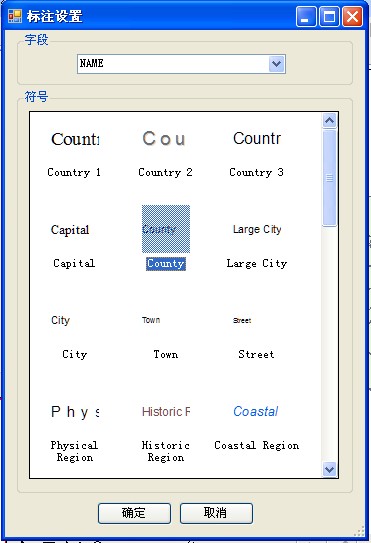 标注设置
字段
NAME
符号
Countr Cou Countr
Country 1 Country 2 Country 3
Capital County Large City
Capital County Large City
City Town Street
City Town Street
Phys Historic F Coastal
Physical Region Historic Region Coastal Region
确定 取消